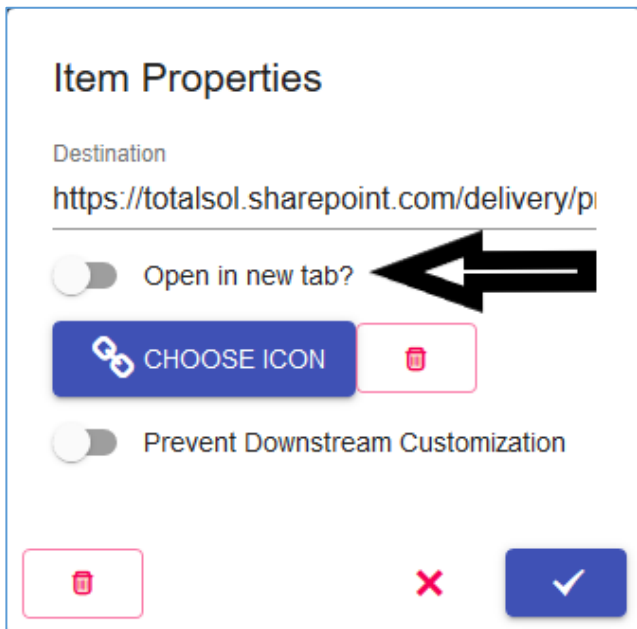 Item Properties
Destination
https://totalsol.sharepoint.com/delivery/p
Open in new tab?
CHOOSE ICON
Prevent Downstream Customization